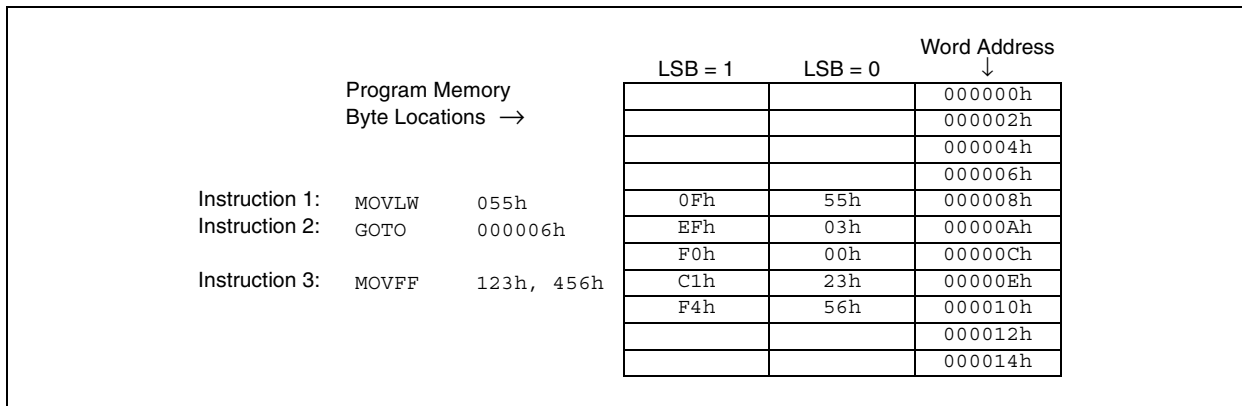 Word Address
LSB = 1 LSB = 0 ↓
Program Memory 000000h
Byte Locations → 000002h
000004h
000006h
Instruction 1: MOVLW 055h 0Fh 55h 000008h
Instruction 2: GOTO 000006h EFh 03h 00000Ah
F0h 00h 00000Ch
Instruction 3: MOVFF 123h, 456h C1h 23h 00000Eh
F4h 56h 000010h
000012h
000014h